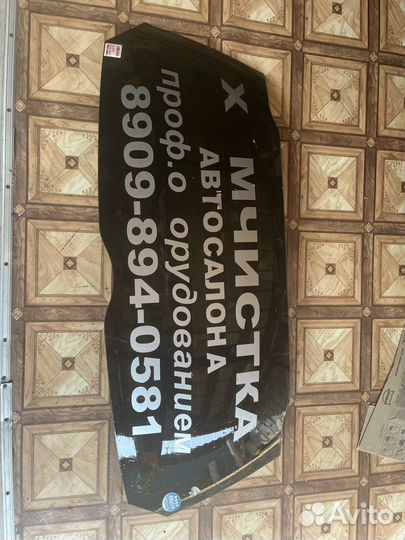 Х МЧИСТКА
АВТОСАЛОНА
проф.о орудованием
8909-894-0581
Avito